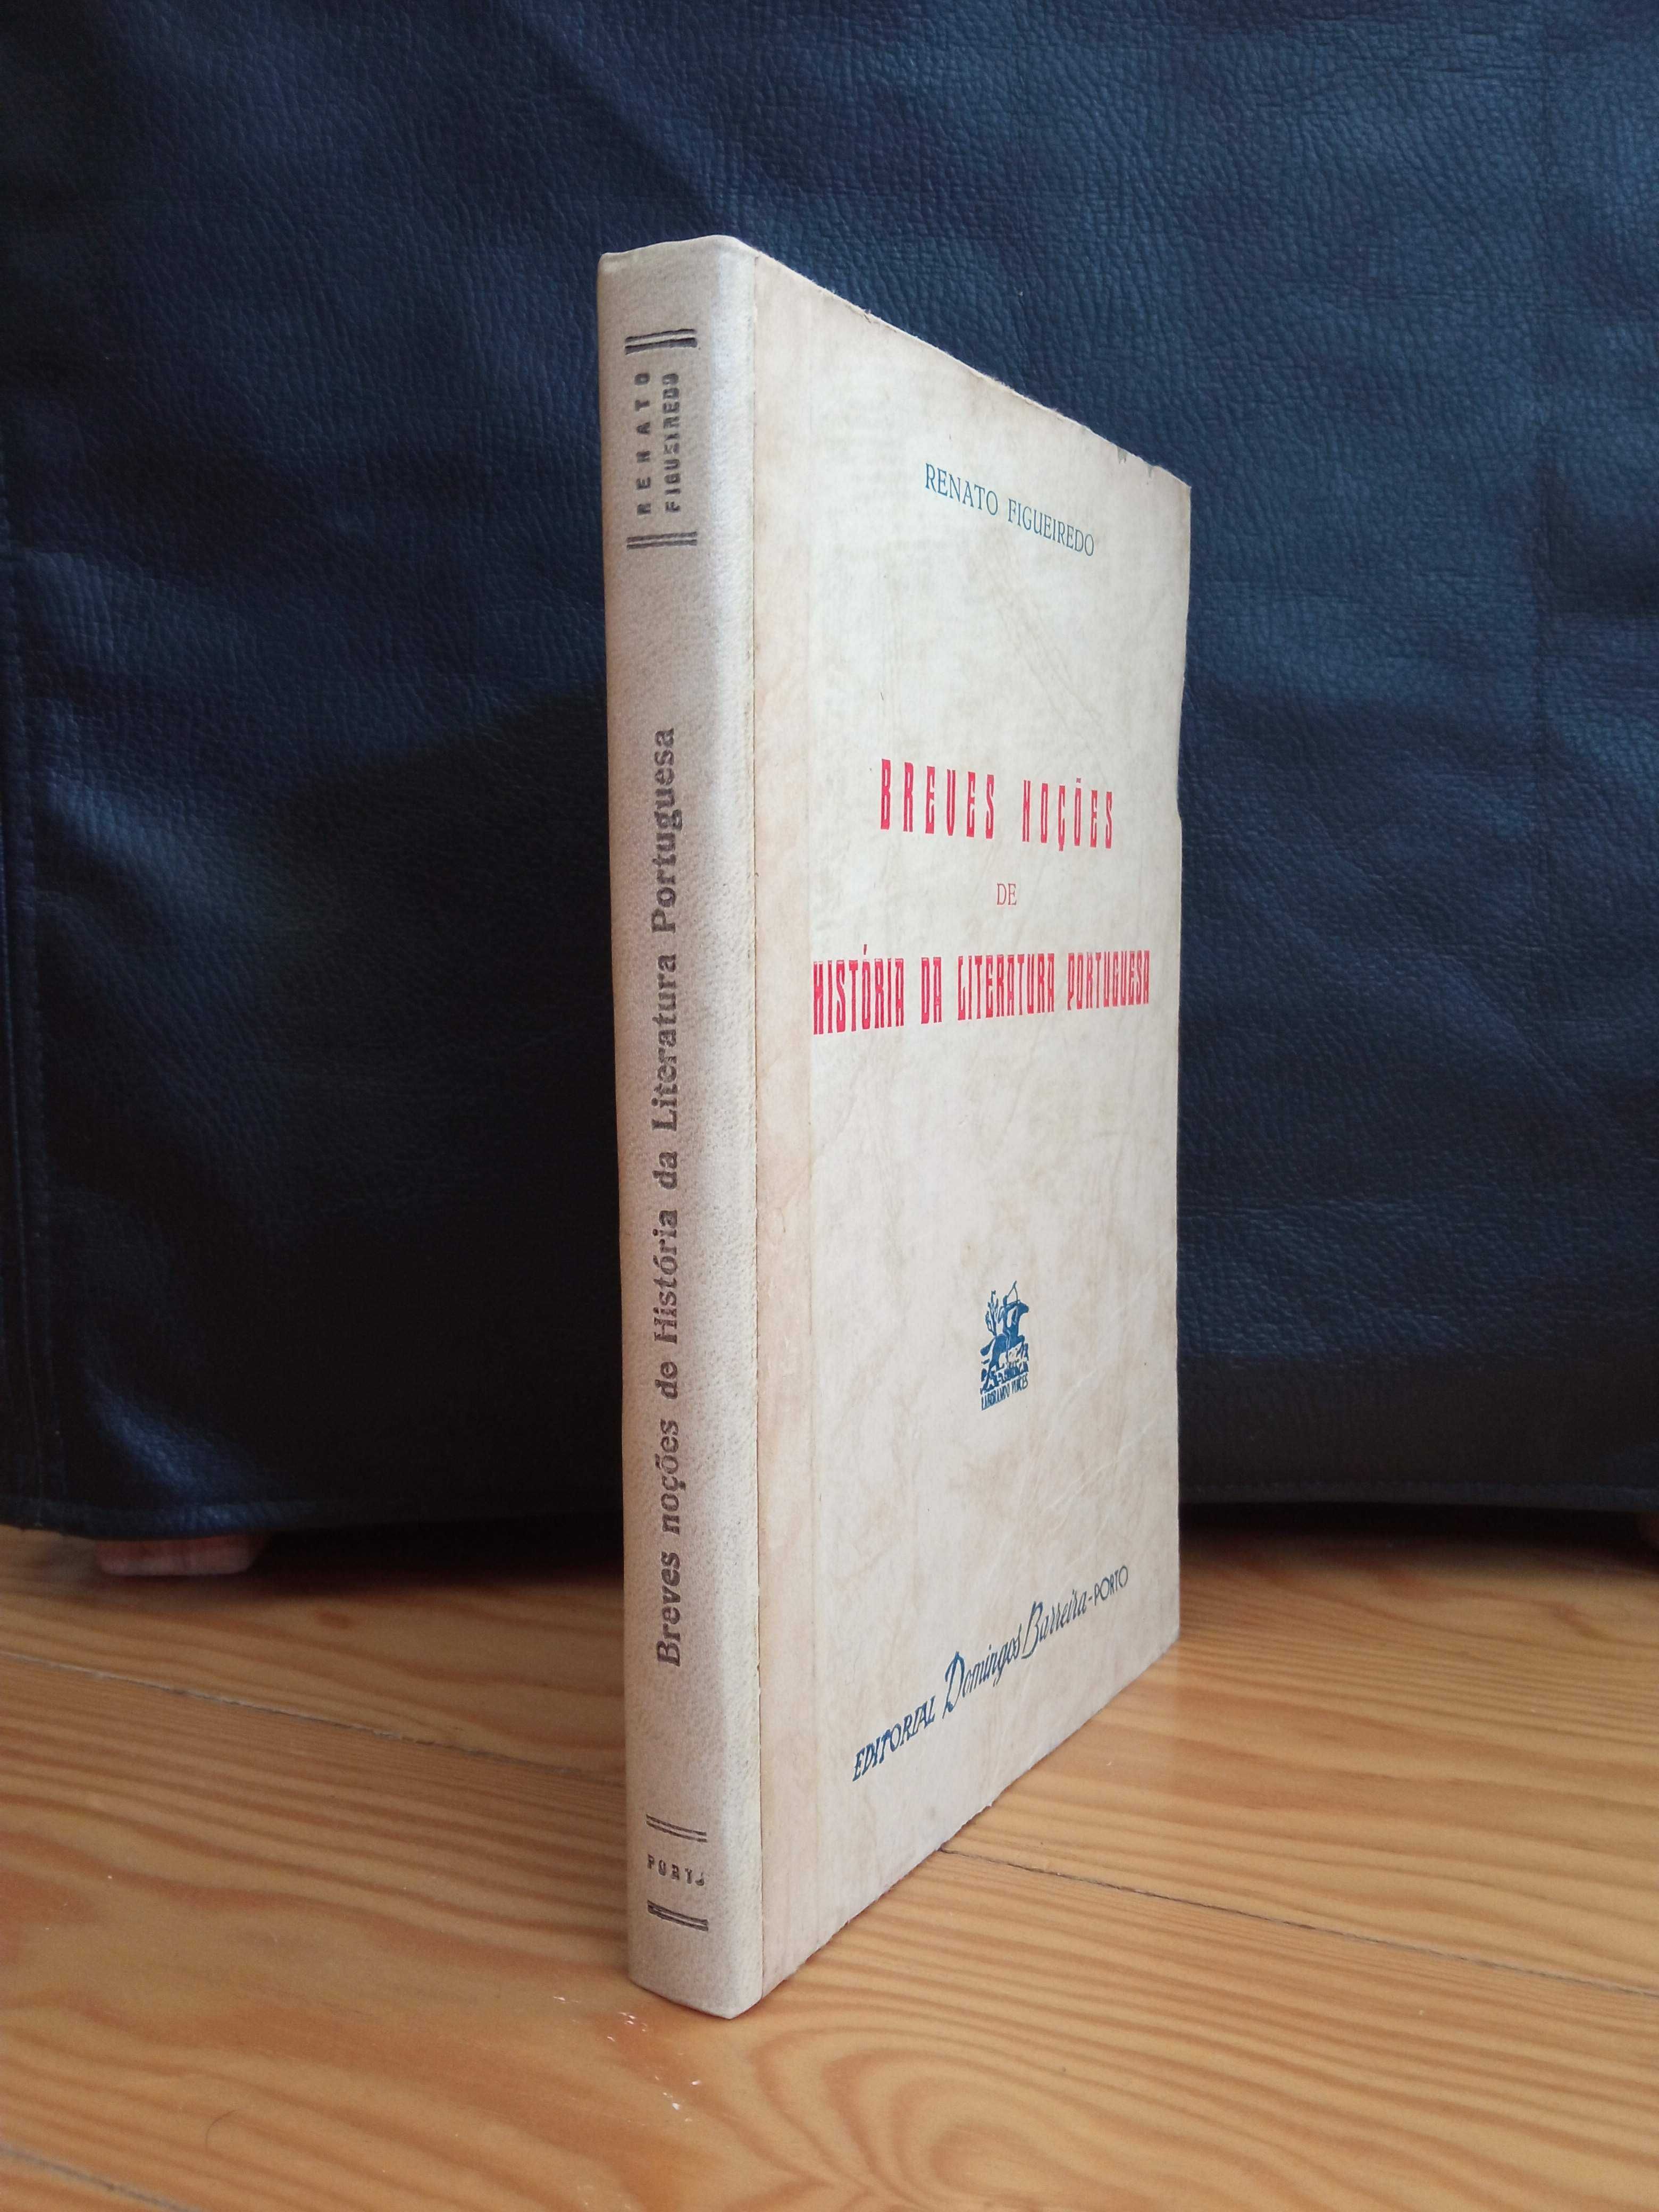 RENATO
FIGUEIREDO
Breves noções de História da Literatura Portuguesa
RENATO FIGUEIREDO
BREVES NOÇÕES
DE
HISTÓRIA DA LITERATURA PORTUGUESA
EDITORIAL Domingos Barreira-PORTO